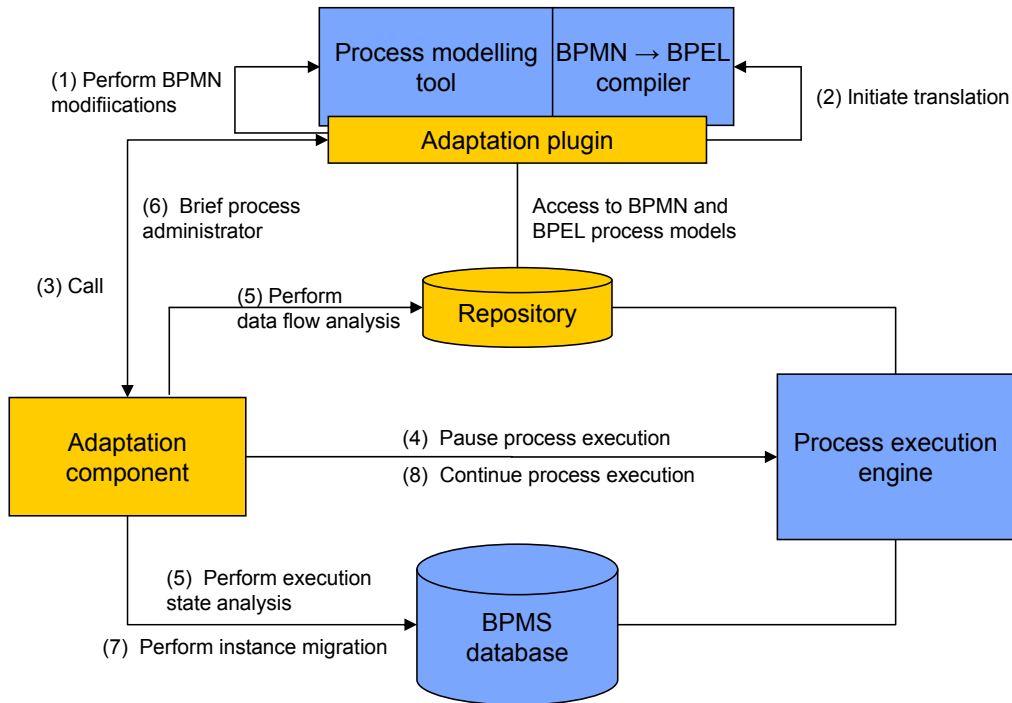 Process modelling
tool
BPMN → BPEL
compiler
(1) Perform BPMN
modifiications
(2) Initiate translation
Adaptation plugin
(6) Brief process
administrator
Access to BPMN and
BPEL process models
(3) Call
(5) Perform
data flow analysis
Repository
Adaptation
component
(4) Pause process execution
(8) Continue process execution
Process execution
engine
(5) Perform execution
state analysis
(7) Perform instance migration
BPMS
database